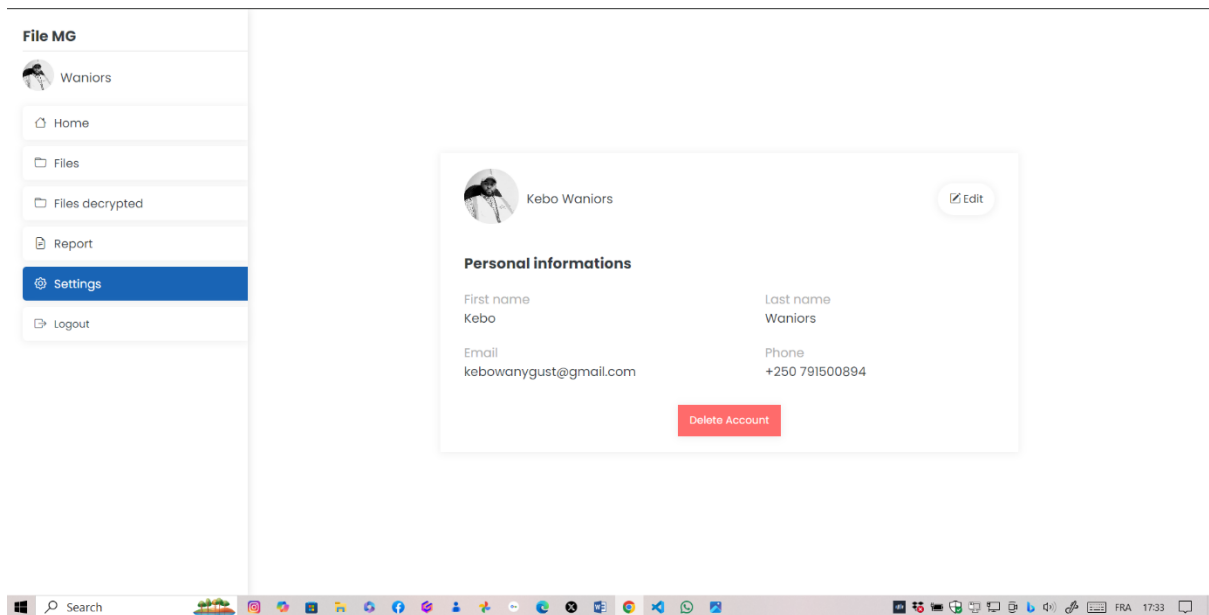 File MG
Waniors
Home
Files
Files decrypted
Report
Settings
Logout
Kebo Waniors
Edit
Personal informations
First name
Last name
Kebo
Waniors
Email
Phone
kebowanygust@gmail.com
+250 791500894
Delete Account
Search
FRA 17:33